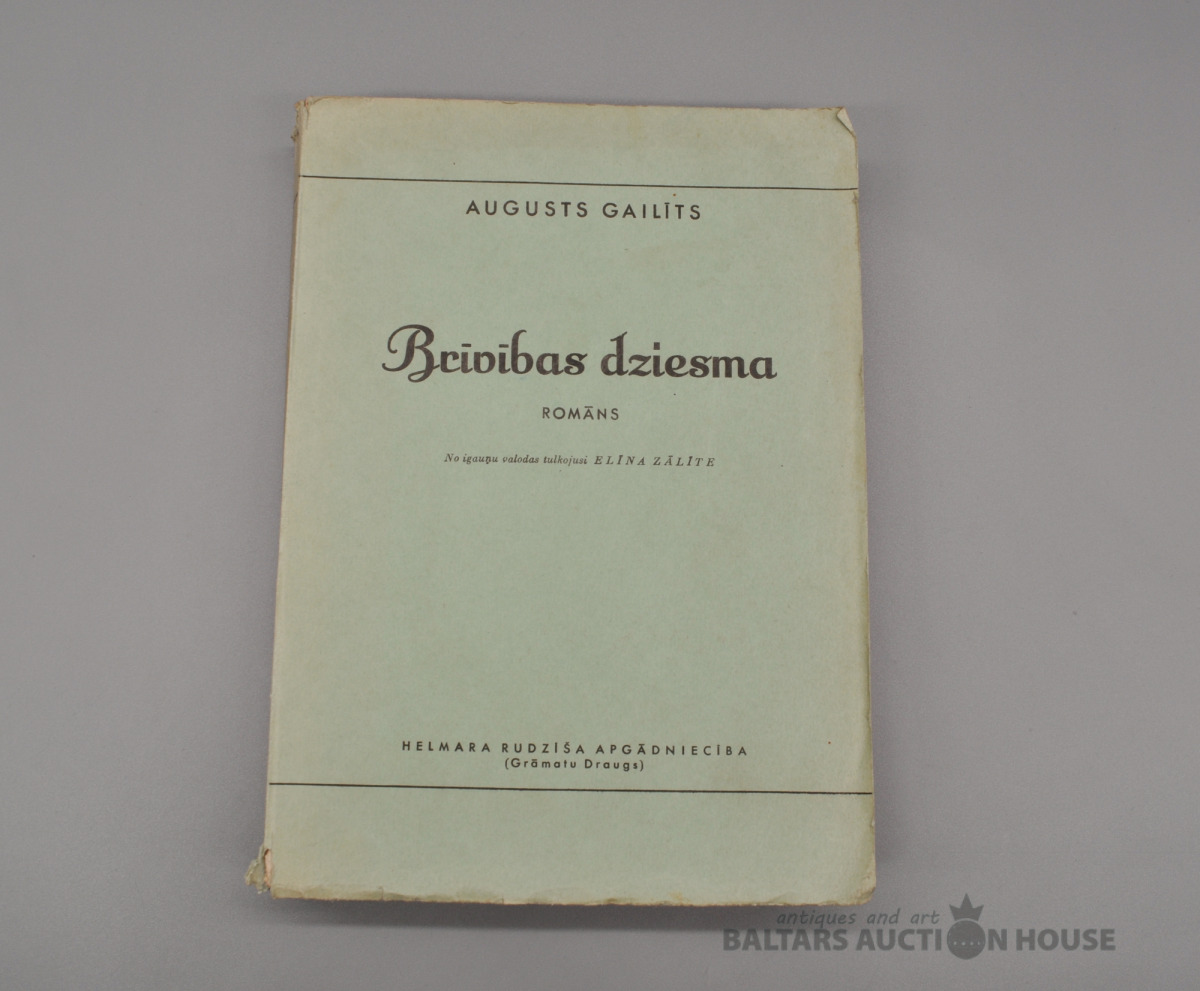 AUGUSTS GAILĪTS
Brīvības dziesma
ROMĀNS
No igauņu valodas tulkojusi ELĪNA ZĀLĪTE
HELMARA RUDZĪŠA APGĀDNIECĪBA
(Grāmatu Draugs)
antiques and art
BALTARS AUCTION HOUSE